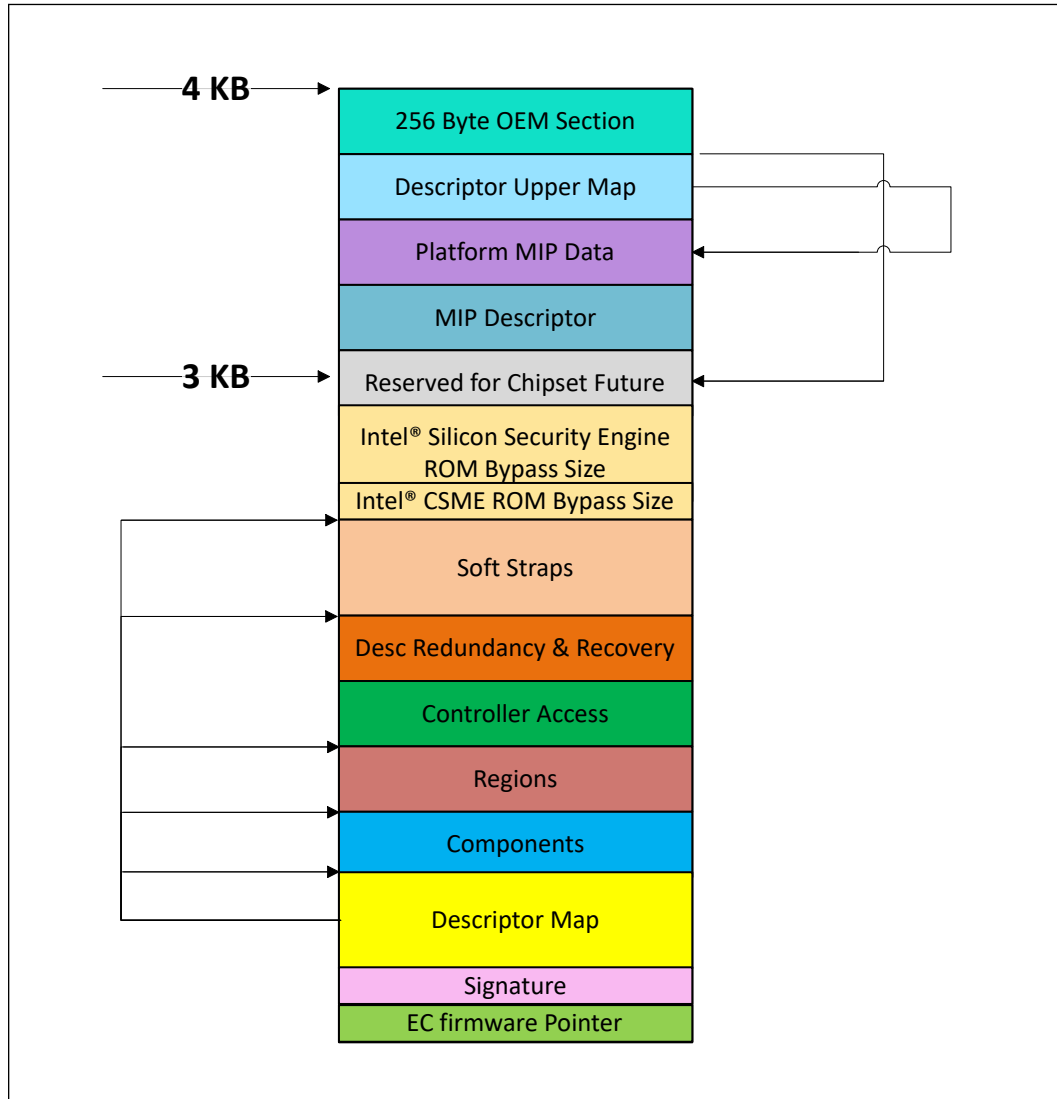 4 KB
256 Byte OEM Section
Descriptor Upper Map
Platform MIP Data
MIP Descriptor
3 KB
Reserved for Chipset Future
Intel® Silicon Security Engine
ROM Bypass Size
Intel® CSME ROM Bypass Size
Soft Straps
Desc Redundancy & Recovery
Controller Access
Regions
Components
Descriptor Map
Signature
EC firmware Pointer